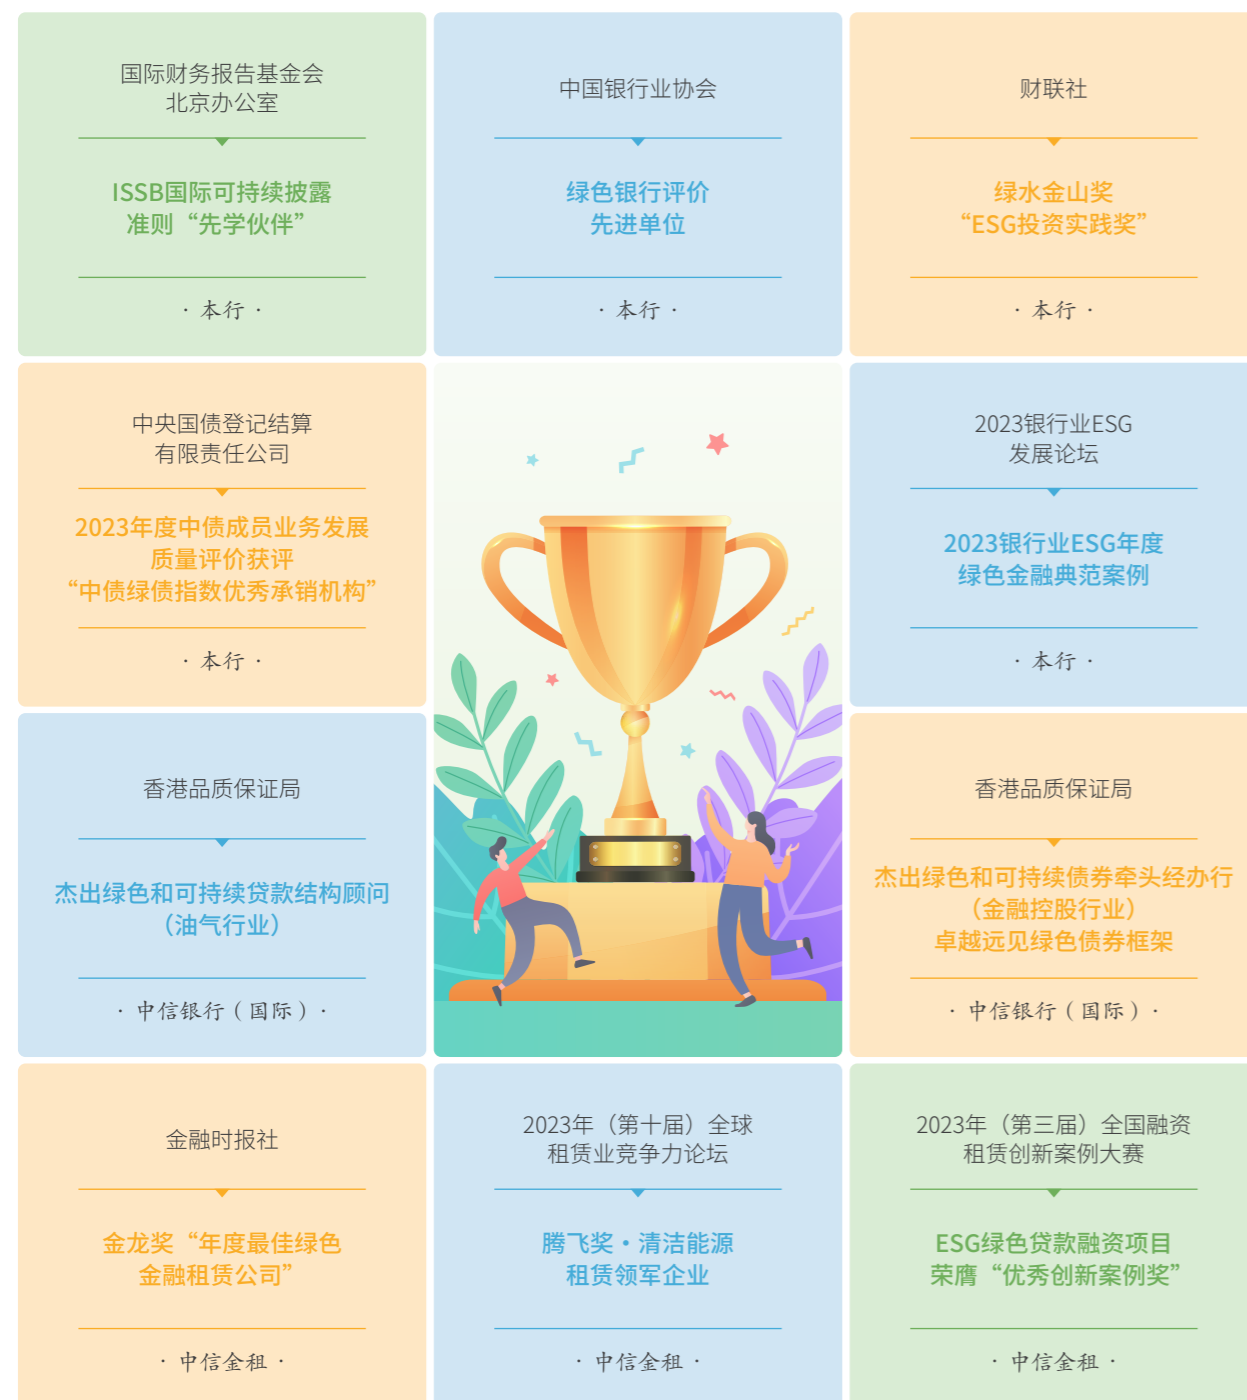 国际财务报告基金会
北京办公室
ISSB国际可持续披露
准则“先学伙伴”
· 本行 ·
中国银行业协会
绿色银行评价
先进单位
· 本行 ·
财联社
绿水金山奖
“ESG投资实践奖”
· 本行 ·
中央国债登记结算
有限责任公司
2023年度中债成员业务发展
质量评价获评
“中债绿债指数优秀承销机构”
· 本行 ·
2023银行业ESG
发展论坛
2023银行业ESG年度
绿色金融典范案例
· 本行 ·
香港品质保证局
杰出绿色和可持续贷款结构顾问
（油气行业）
· 中信银行（国际）·
香港品质保证局
杰出绿色和可持续债券牵头经办行
（金融控股行业）
卓越远见绿色债券框架
· 中信银行（国际）·
金融时报社
金龙奖“年度最佳绿色
金融租赁公司”
· 中信金租 ·
2023年（第十届）全球
租赁业竞争力论坛
腾飞奖·清洁能源
租赁领军企业
· 中信金租 ·
2023年（第三届）全国融资
租赁创新案例大赛
ESG绿色贷款融资项目
荣膺“优秀创新案例奖”
· 中信金租 ·